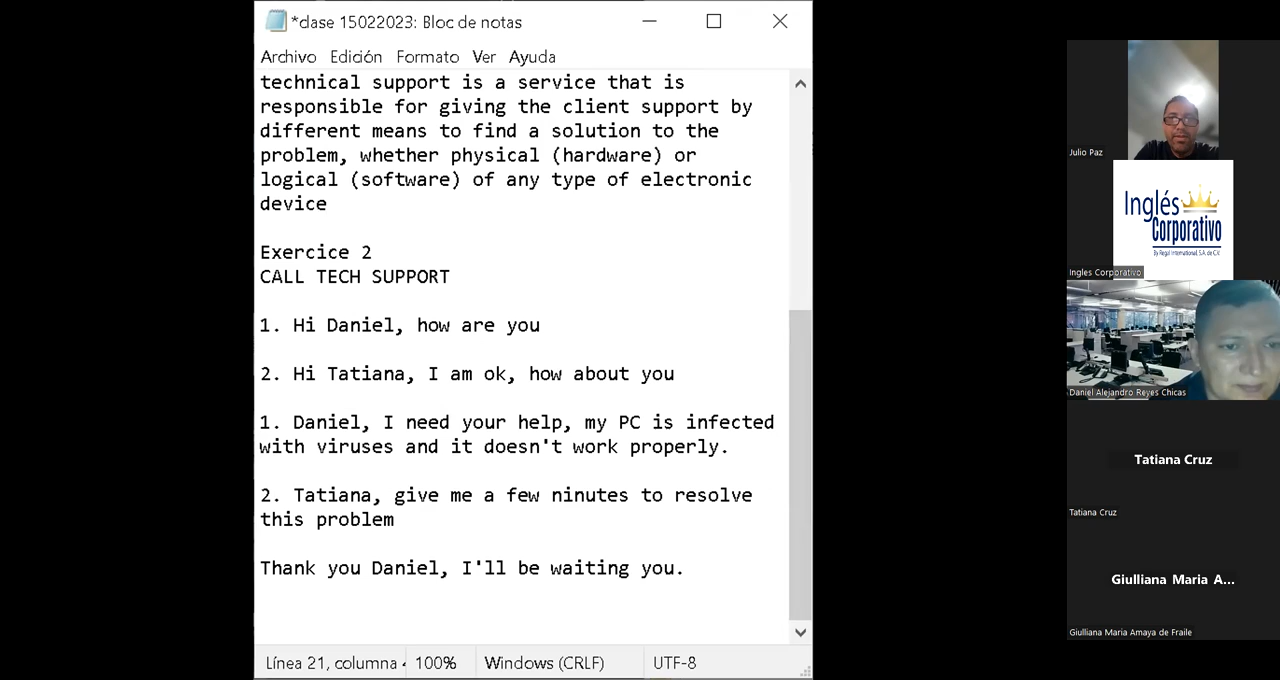 *clase 15022023: Bloc de notas
Archivo Edición Formato Ver Ayuda
technical support is a service that is
responsible for giving the client support by
different means to find a solution to the
problem, whether physical (hardware) or
logical (software) of any type of electronic
device
Exercice 2
CALL TECH SUPPORT
1. Hi Daniel, how are you
2. Hi Tatiana, I am ok, how about you
1. Daniel, I need your help, my PC is infected
with viruses and it doesn't work properly.
2. Tatiana, give me a few ninutes to resolve
this problem
Thank you Daniel, I'll be waiting you.
Línea 21, columna 100% Windows (CRLF) UTF-8
Julio Paz
Inglés
Corporativo
By Regal International, S.A. de C.V.
Ingles Corporativo
Daniel Alejandro Reyes Chicas
Tatiana Cruz
Tatiana Cruz
Giulliana Maria A...
Giulliana Maria Amaya de Fraile